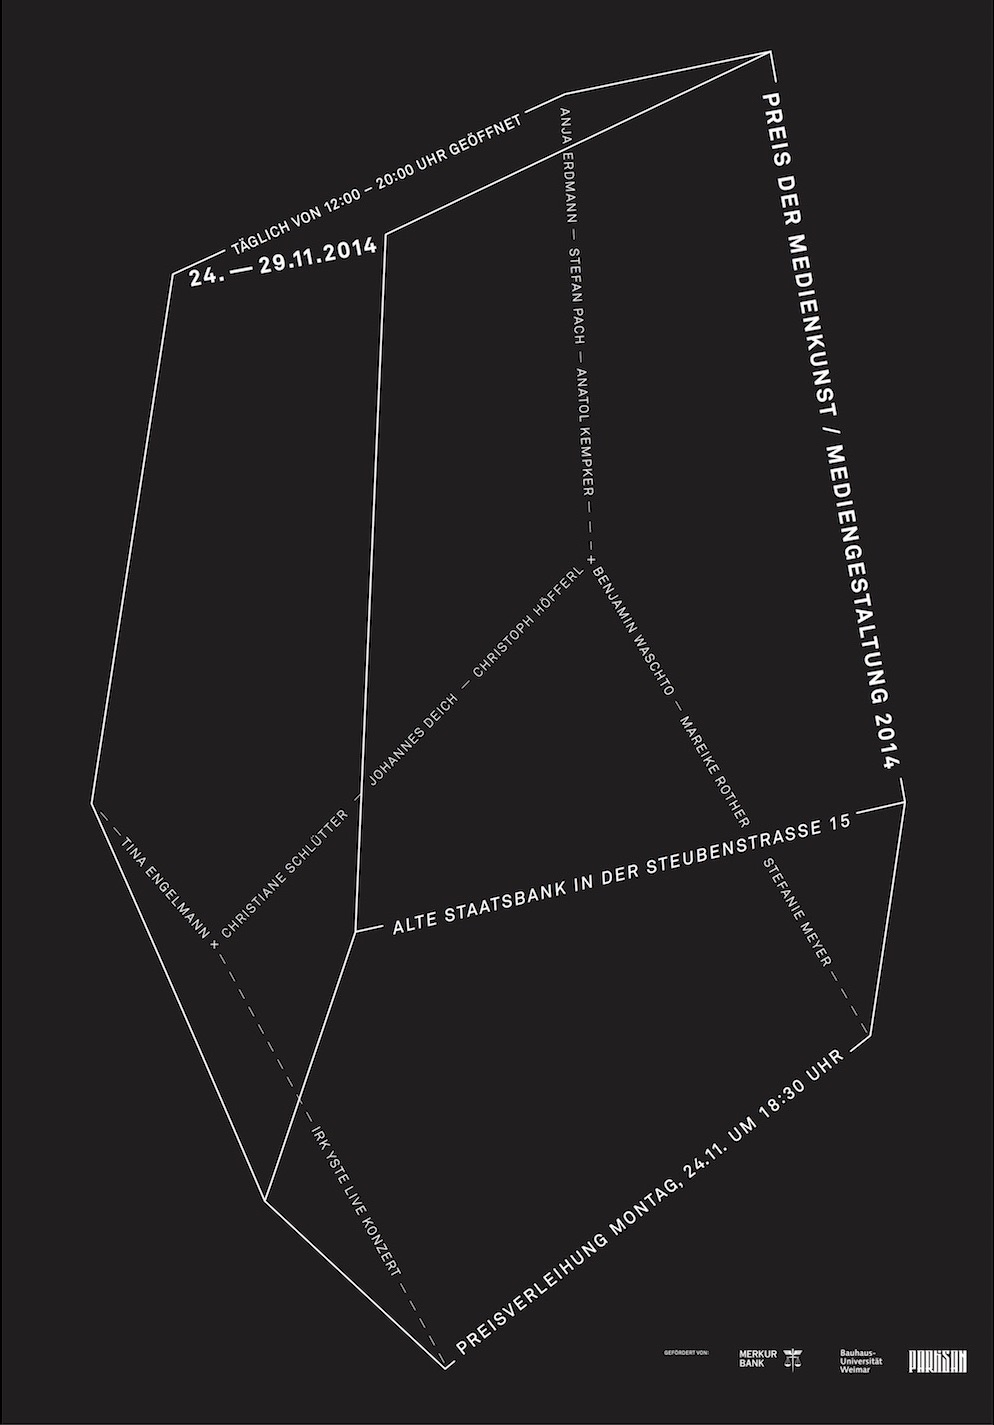 TÄGLICH VON 12:00 – 20:00 UHR GEÖFFNET
24. — 29.11.2014
PREIS DER MEDIENKUNST / MEDIENGESTALTUNG 2014
ANJA ERDMANN — STEFAN PACH — ANATOL KEMPKER —
BENJAMIN WASCHTO — MAREIKE ROTHER
STEFANIE MEYER
JOHANNES DEICH — CHRISTOPH HÖFFERL
CHRISTIANE SCHLÜTTER
TINA ENGELMANN
ALTE STAATSBANK IN DER STEUBENSTRASSE 15
IRK YSTE LIVE KONZERT
PREISVERLEIHUNG MONTAG, 24.11. UM 18:30 UHR
GEFÖRDERT VON:
MERKUR
BANK
Bauhaus-
Universität
Weimar
PARTISAN